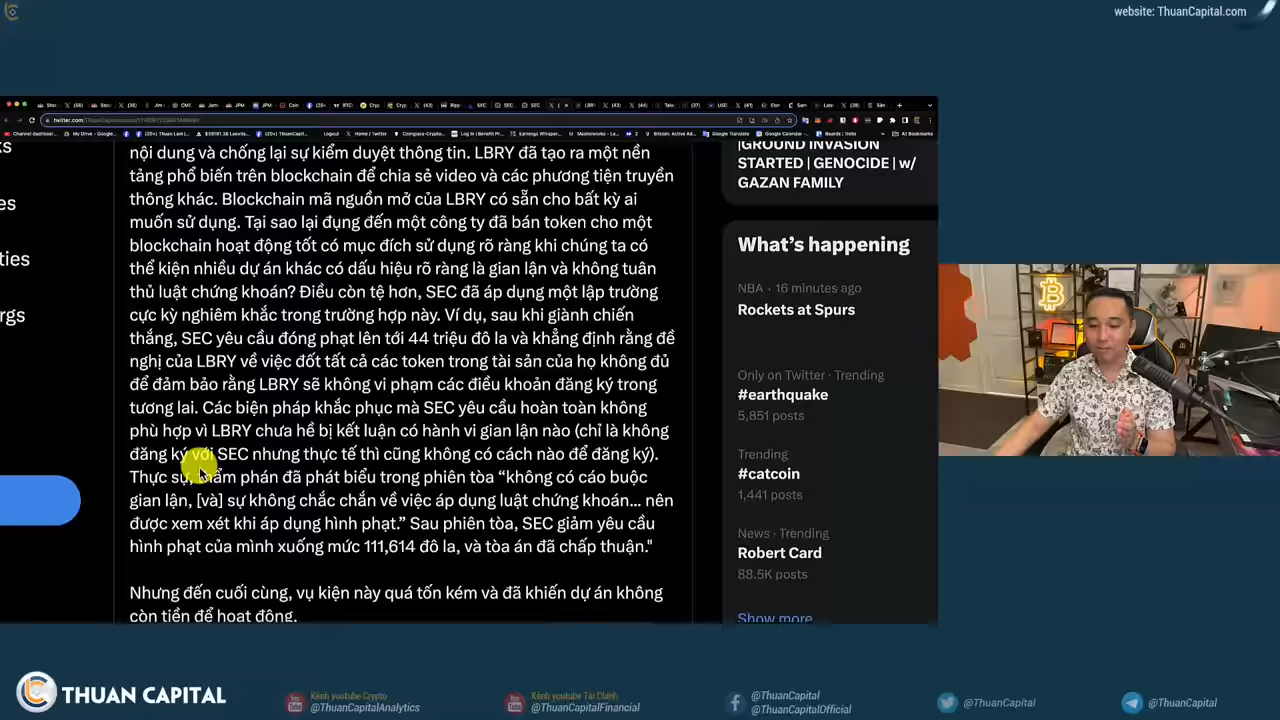 website: ThuanCapital.com
nội dung và chống lại sự kiểm duyệt thông tin. LBRY đã tạo ra một nền
tảng phổ biến trên blockchain để chia sẻ video và các phương tiện truyền
thông khác. Blockchain mã nguồn mở của LBRY có sẵn cho bất kỳ ai
muốn sử dụng. Tại sao lại đụng đến một công ty đã bán token cho một
blockchain hoạt động tốt có mục đích sử dụng rõ ràng khi chúng ta có
thể kiện nhiều dự án khác có dấu hiệu rõ ràng là gian lận và không tuân
thủ luật chứng khoán? Điều còn tệ hơn, SEC đã áp dụng một lập trường
cực kỳ nghiêm khắc trong trường hợp này. Ví dụ, sau khi giành chiến
thắng, SEC yêu cầu đóng phạt lên tới 44 triệu đô la và khẳng định rằng đề
nghị của LBRY về việc đốt tất cả các token trong tài sản của họ không đủ
để đảm bảo rằng LBRY sẽ không vi phạm các điều khoản đăng ký trong
tương lai. Các biện pháp khắc phục mà SEC yêu cầu hoàn toàn không
phù hợp vì LBRY chưa hề bị kết luận có hành vi gian lận nào (chỉ là không
đăng ký với SEC nhưng thực tế thì cũng không có cách nào để đăng ký).
Thực sự, thẩm phán đã phát biểu trong phiên tòa “không có cáo buộc
gian lận, [và] sự không chắc chắn về việc áp dụng luật chứng khoán... nên
được xem xét khi áp dụng hình phạt.” Sau phiên tòa, SEC giảm yêu cầu
hình phạt của mình xuống mức 111,614 đô la, và tòa án đã chấp thuận."
Nhưng đến cuối cùng, vụ kiện này quá tốn kém và đã khiến dự án không
còn tiền để hoạt động.
ks
es
ties
rgs
|GROUND INVASION
STARTED | GENOCIDE | w/
GAZAN FAMILY
What’s happening
NBA · 16 minutes ago
Rockets at Spurs
Only on Twitter · Trending
#earthquake
5,851 posts
Trending
#catcoin
1,441 posts
News · Trending
Robert Card
88.5K posts
Show more
THUAN CAPITAL
Kênh youtube Crypto
@ThuanCapitalAnalytics
Kênh youtube Tài Chính
@ThuanCapitalFinancial
@ThuanCapital
@ThuanCapitalOfficial
@ThuanCapital
@ThuanCapital